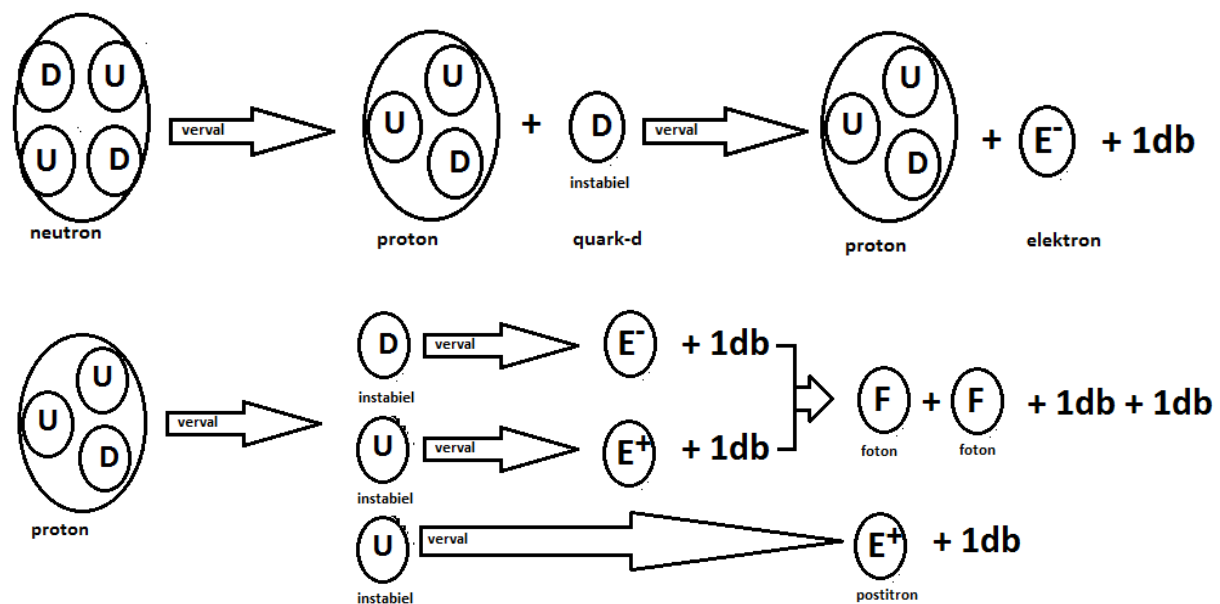 D U U D
verval
U U D
+
D
instabiel
verval
U U D
+ E⁻ + 1db
neutron
proton
quark-d
proton
elektron
U U D
verval
D
instabiel
verval
E⁻ + 1db
U
instabiel
verval
E⁺ + 1db
F + F + 1db + 1db
foton
foton
proton
U
instabiel
verval
E⁺ + 1db
postitron